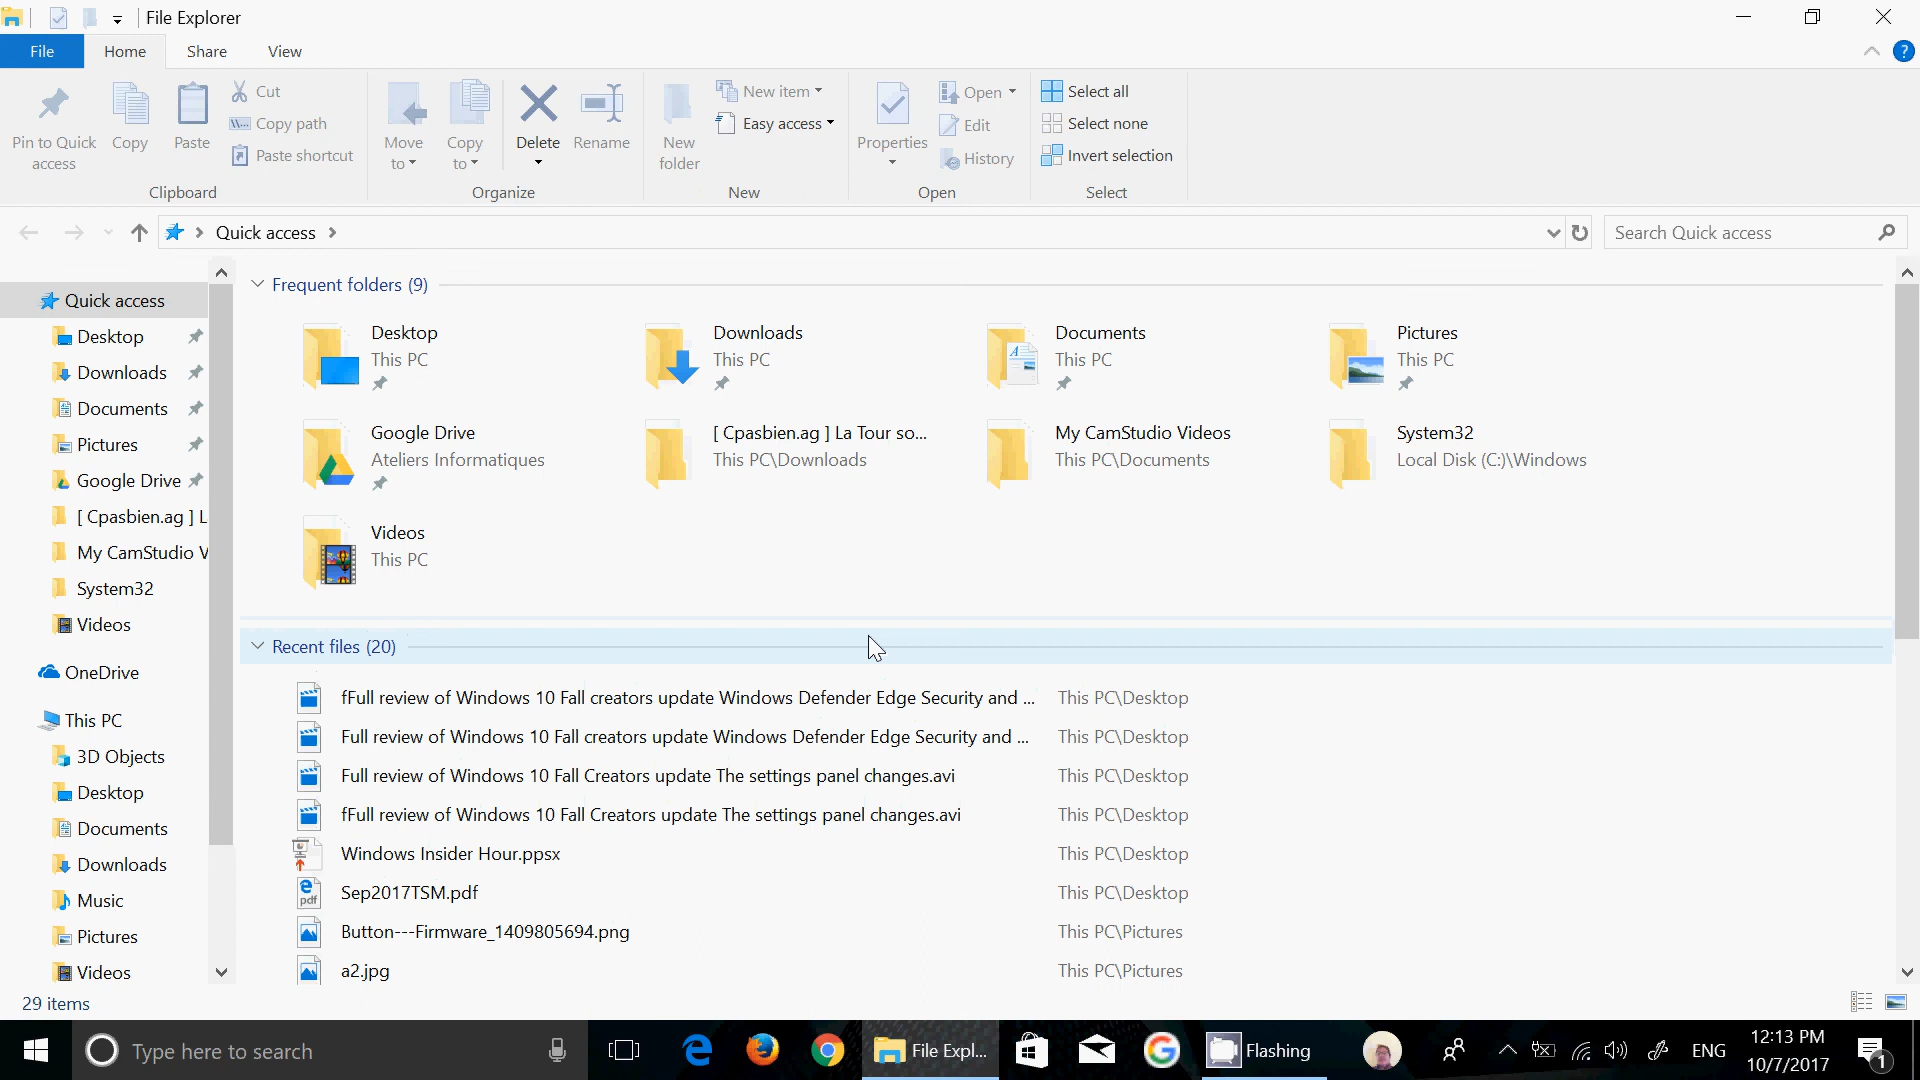 File Explorer
File
Home
Share
View
?
Pin to Quick access
Copy
Paste
Cut
Copy path
Paste shortcut
Clipboard
Move to
Copy to
Delete
Rename
Organize
New folder
New item
Easy access
New
Properties
Open
Edit
History
Open
Select all
Select none
Invert selection
Select
Quick access
Search Quick access
Quick access
Desktop
Downloads
Documents
Pictures
Google Drive
[ Cpasbien.ag ] L
My CamStudio V
System32
Videos
OneDrive
This PC
3D Objects
Desktop
Documents
Downloads
Music
Pictures
Videos
Frequent folders (9)
Desktop
This PC
Downloads
This PC
Documents
This PC
Pictures
This PC
Google Drive
Ateliers Informatiques
[ Cpasbien.ag ] La Tour so...
This PC\Downloads
My CamStudio Videos
This PC\Documents
System32
Local Disk (C:)\Windows
Videos
This PC
Recent files (20)
fFull review of Windows 10 Fall creators update Windows Defender Edge Security and ...
This PC\Desktop
Full review of Windows 10 Fall creators update Windows Defender Edge Security and ...
This PC\Desktop
Full review of Windows 10 Fall Creators update The settings panel changes.avi
This PC\Desktop
fFull review of Windows 10 Fall Creators update The settings panel changes.avi
This PC\Desktop
Windows Insider Hour.ppsx
This PC\Desktop
pdf
Sep2017TSM.pdf
This PC\Desktop
Button---Firmware_1409805694.png
This PC\Pictures
a2.jpg
This PC\Pictures
29 items
Type here to search
File Expl...
Flashing
ENG
12:13 PM
10/7/2017
1